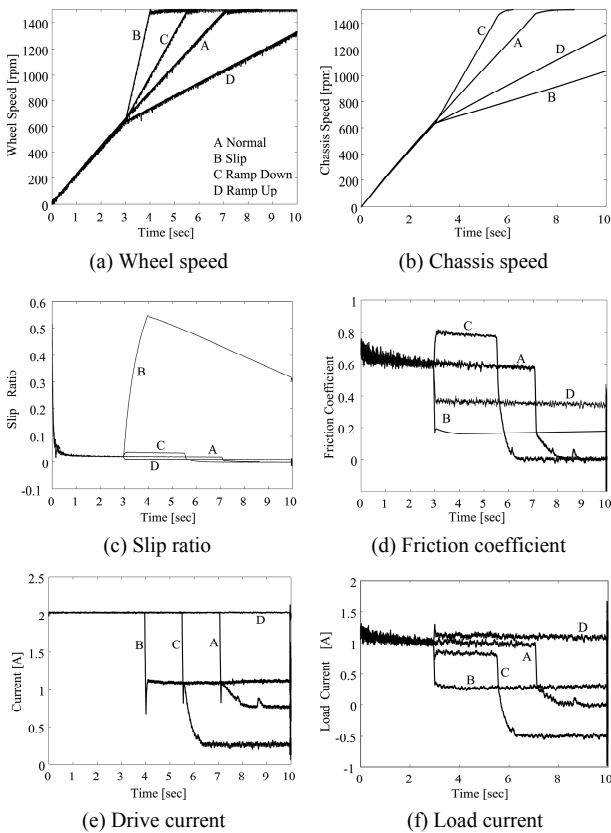 1400
1200
1000
800
600
400
200
0
Wheel Speed [rpm]
B
C
A
D
A Normal
B Slip
C Ramp Down
D Ramp Up
0 1 2 3 4 5 6 7 8 9 10
Time [sec]
(a) Wheel speed
1400
1200
1000
800
600
400
200
0
Chassis Speed [rpm]
C
A
D
B
0 2 4 6 8 10
Time [sec]
(b) Chassis speed
0.6
0.5
0.4
0.3
0.2
0.1
0
-0.1
Slip Ratio
B
C
A
D
0 1 2 3 4 5 6 7 8 9 10
Time [sec]
(c) Slip ratio
0.8
0.6
0.4
0.2
0
Friction Coefficient
C
A
D
B
0 1 2 3 4 5 6 7 8 9 10
Time [sec]
(d) Friction coefficient
2.5
2
1.5
1
0.5
0
Current [A]
B
C
A
D
0 1 2 3 4 5 6 7 8 9 10
Time [sec]
(e) Drive current
2
1.5
1
0.5
0
-0.5
-1
Load Current [A]
D
A
C
B
0 1 2 3 4 5 6 7 8 9 10
Time [sec]
(f) Load current